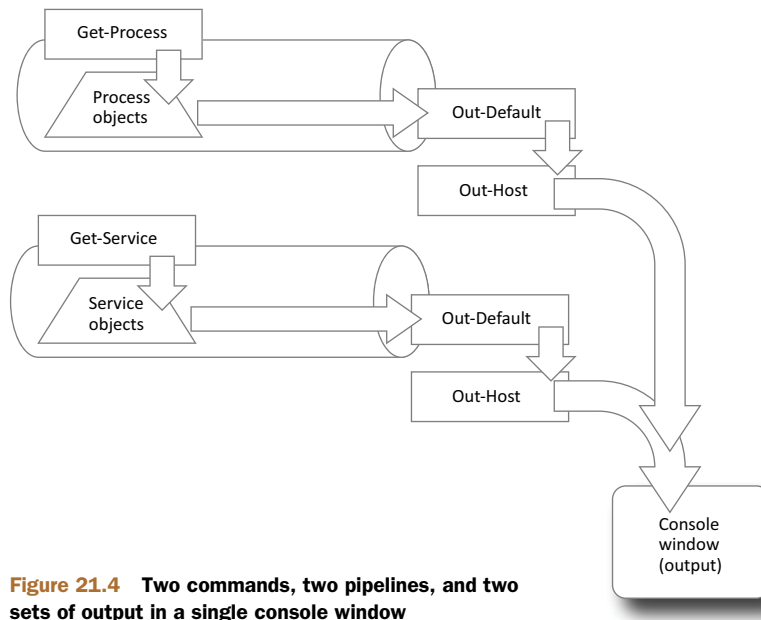 Get-Process
Process
objects
Out-Default
Out-Host
Get-Service
Service
objects
Out-Default
Out-Host
Console
window
(output)
Figure 21.4 Two commands, two pipelines, and two
sets of output in a single console window